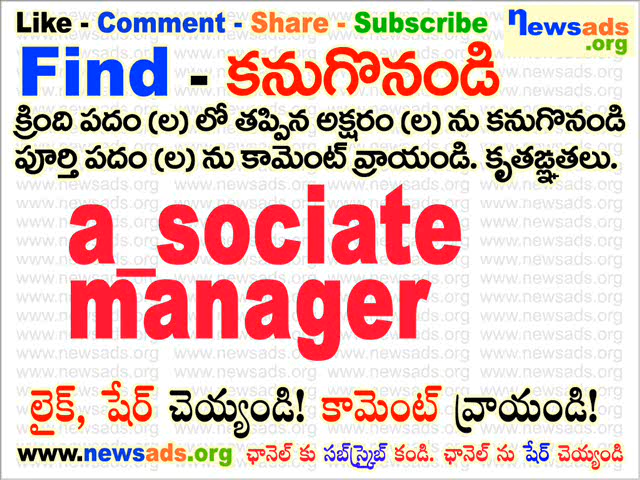 Like - Comment - Share - Subscribe
newsads
.org
Find - కనుగొనండి
క్రింది పదం (ల) లో తప్పిన అక్షరం (ల) ను కనుగొనండి
పూర్తి పదం (ల) ను కామెంట్ వ్రాయండి. కృతఙ్ఞతలు.
a_sociate
manager
లైక్, షేర్ చెయ్యండి! కామెంట్ వ్రాయండి!
www.newsads.org ఛానెల్ కు సబ్‌స్క్రైబ్ కండి. ఛానెల్ ను షేర్ చెయ్యండి